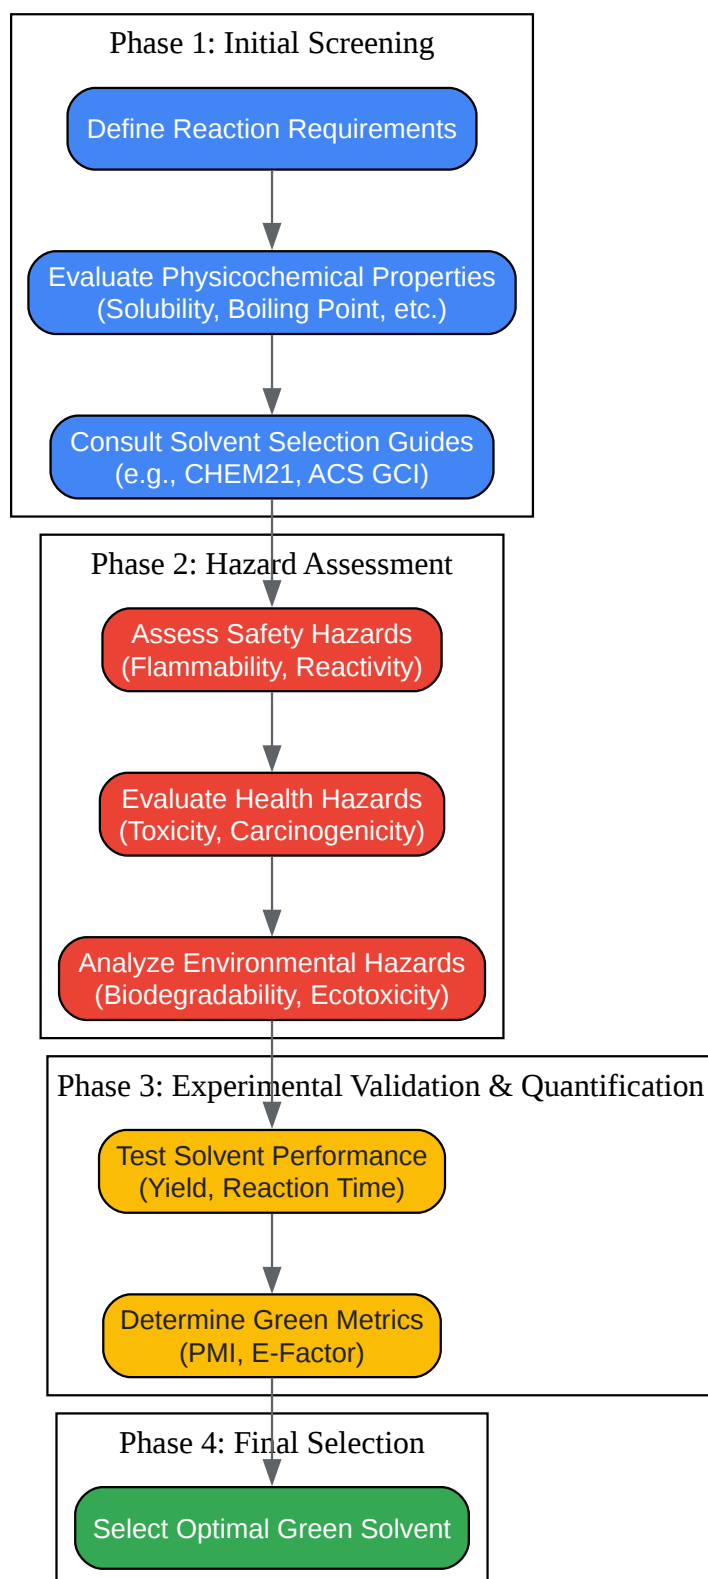 Phase 1: Initial Screening
Define Reaction Requirements
Evaluate Physicochemical Properties
(Solubility, Boiling Point, etc.)
Consult Solvent Selection Guides
(e.g., CHEM21, ACS GCI)
Phase 2: Hazard Assessment
Assess Safety Hazards
(Flammability, Reactivity)
Evaluate Health Hazards
(Toxicity, Carcinogenicity)
Analyze Environmental Hazards
(Biodegradability, Ecotoxicity)
Phase 3: Experimental Validation & Quantification
Test Solvent Performance
(Yield, Reaction Time)
Determine Green Metrics
(PMI, E-Factor)
Phase 4: Final Selection
Select Optimal Green Solvent